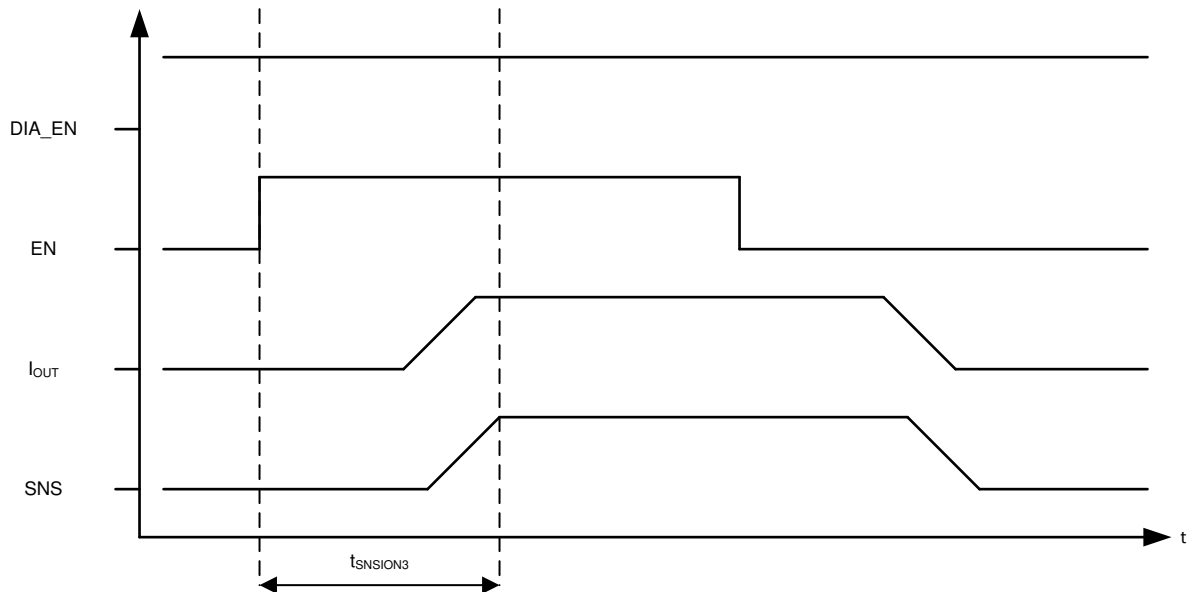 DIA_EN
EN
IOUT
SNS
t
tSNSION3